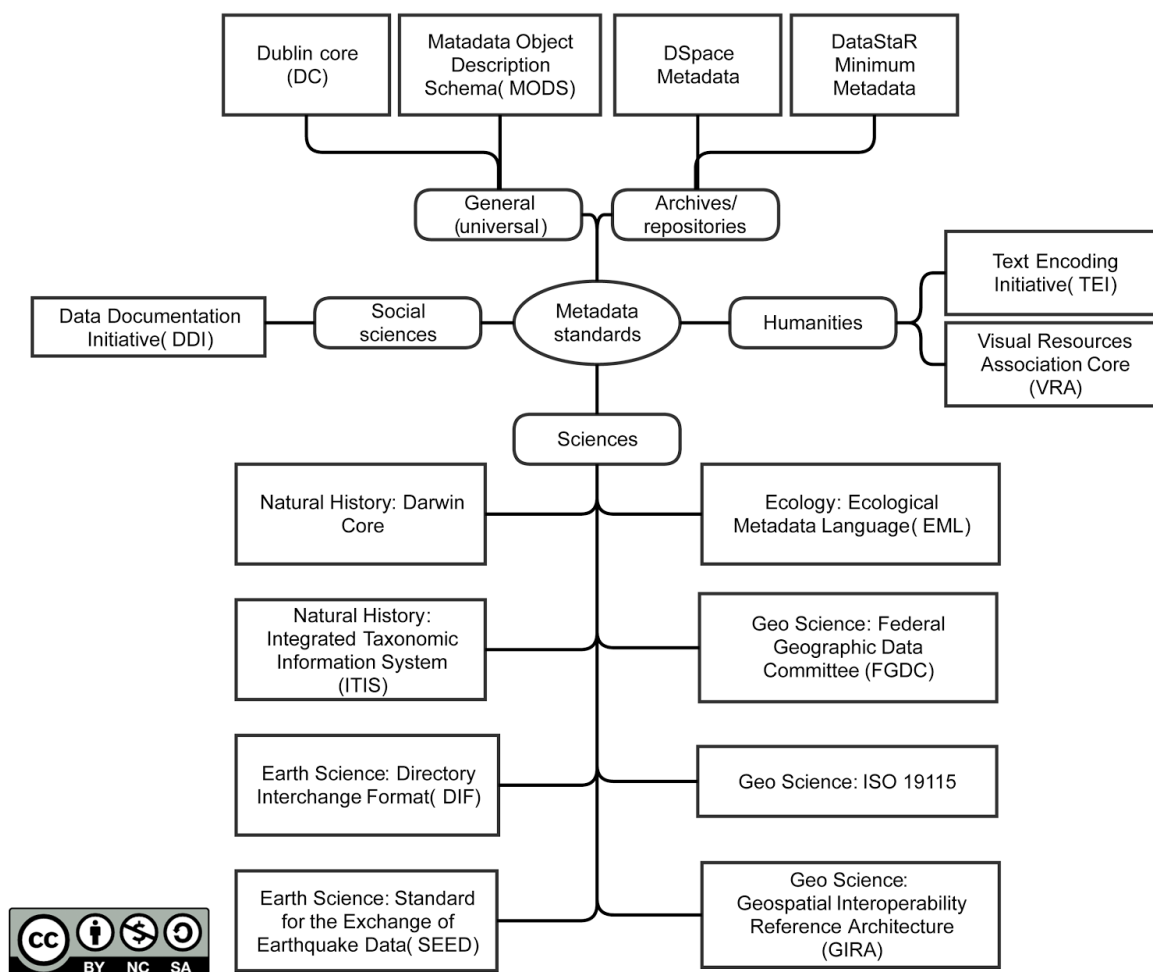 Dublin core
(DC)
Matadata Object
Description
Schema( MODS)
DSpace
Metadata
DataStaR
Minimum
Metadata
General
(universal)
Archives/
repositories
Data Documentation
Initiative( DDI)
Social
sciences
Metadata
standards
Humanities
Text Encoding
Initiative( TEI)
Visual Resources
Association Core
(VRA)
Sciences
Natural History: Darwin
Core
Ecology: Ecological
Metadata Language( EML)
Natural History:
Integrated Taxonomic
Information System
(ITIS)
Geo Science: Federal
Geographic Data
Committee (FGDC)
Earth Science: Directory
Interchange Format( DIF)
Geo Science: ISO 19115
Earth Science: Standard
for the Exchange of
Earthquake Data( SEED)
Geo Science:
Geospatial Interoperability
Reference Architecture
(GIRA)
CC
BY NC SA